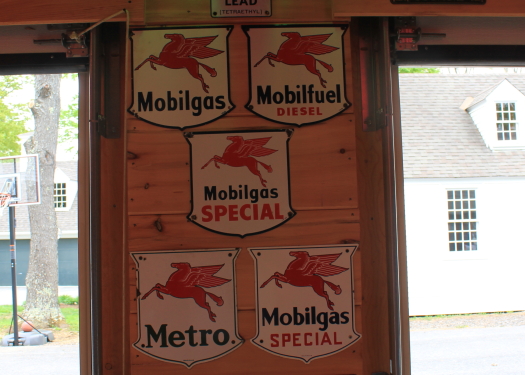 LEAD
(TETRAETHYL)
Mobilgas
Mobilfuel
DIESEL
Mobilgas
SPECIAL
Metro
Mobilgas
SPECIAL